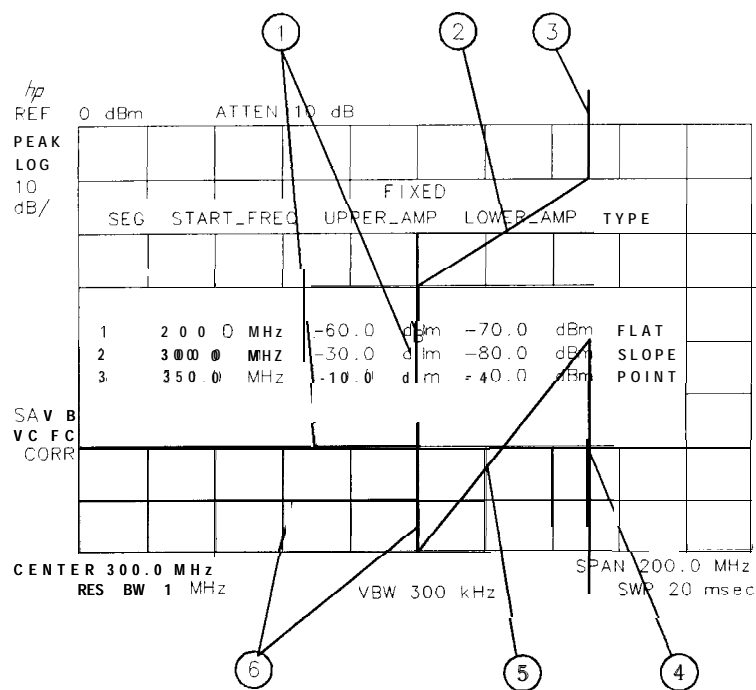 1 2 3
hp
REF 0 dBm ATTEN 10 dB
PEAK
LOG
10
dB/
FIXED
SEG START_FREQ UPPER_AMP LOWER_AMP TYPE
1 200 0 MHz -60.0 dBm -70.0 dBm FLAT
2 300 0 MHz -30.0 dBm -80.0 dBm SLOPE
3 350.0 MHz -10.0 dBm -40.0 dBm POINT
SAV B
VC FC
CORR
CENTER 300.0 MHz SPAN 200.0 MHz
RES BW 1 MHz VBW 300 kHz SWP 20 msec
6 5 4